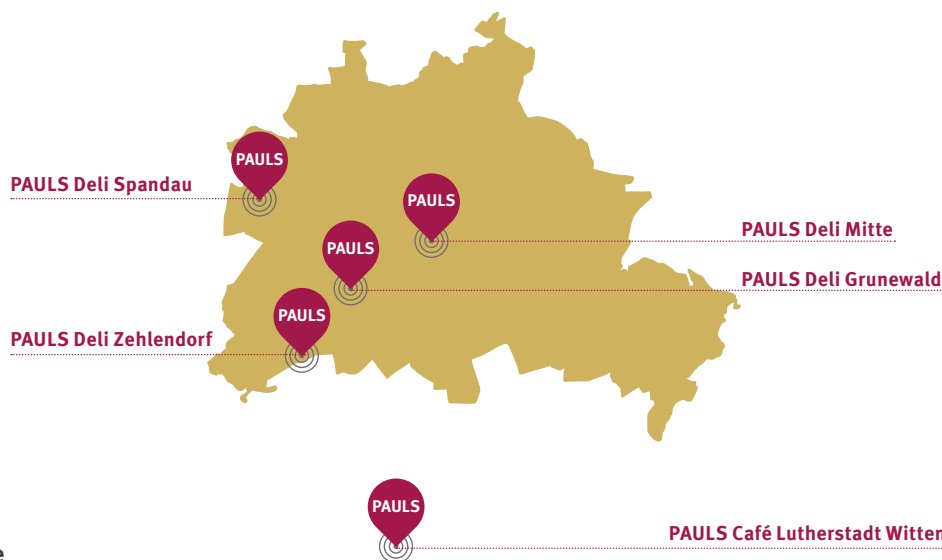 PAULS
PAULS Deli Spandau
PAULS
PAULS Deli Mitte
PAULS
PAULS Deli Grunewald
PAULS
PAULS Deli Zehlendorf
PAULS
PAULS Café Lutherstadt Witten
e